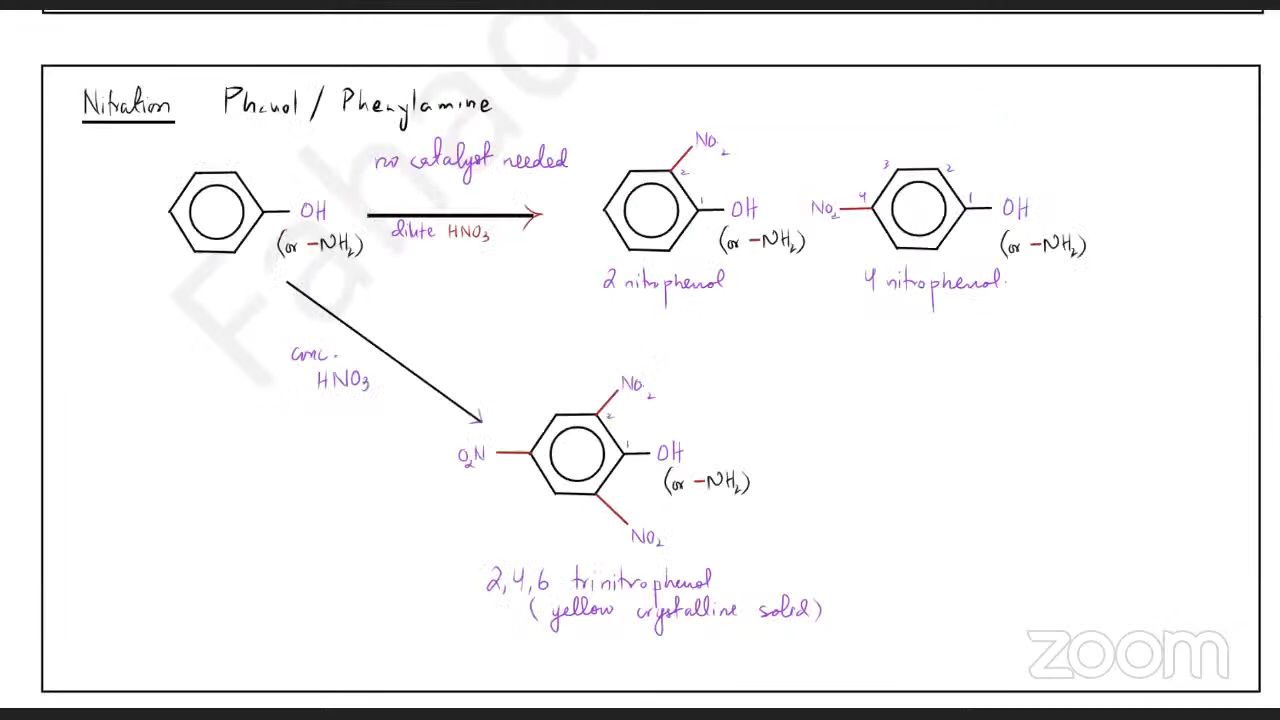 Nitration Phenol / Phenylamine
no catalyst needed
dilute HNO3
OH
(or -NH2)
NO2
2
1
OH
(or -NH2)
2 nitrophenol
NO2
4
3
2
1
OH
(or -NH2)
4 nitrophenol.
conc.
HNO3
NO2
2
1
O2N
OH
(or -NH2)
NO2
2,4,6 trinitrophenol
(yellow crystalline solid)
Fahad
zoom